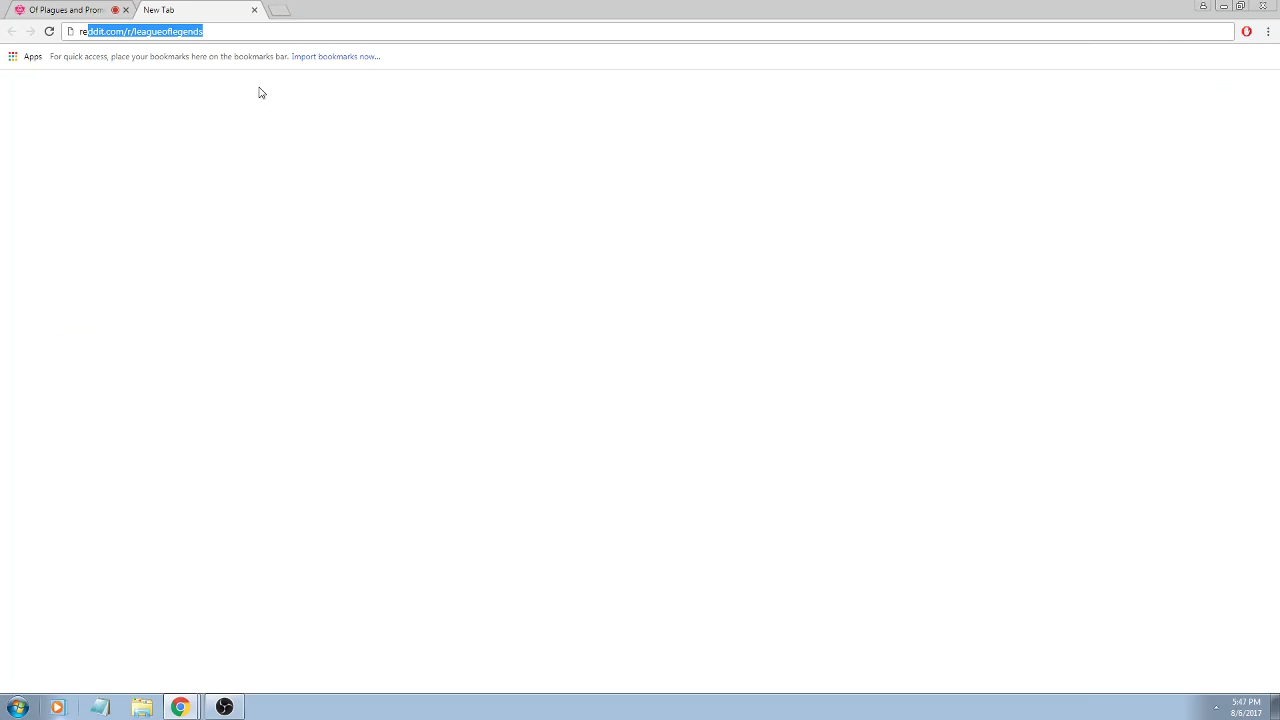 Of Plagues and Prom
New Tab
reddit.com/r/leagueoflegends
Apps
For quick access, place your bookmarks here on the bookmarks bar. Import bookmarks now...
5:47 PM
8/6/2017